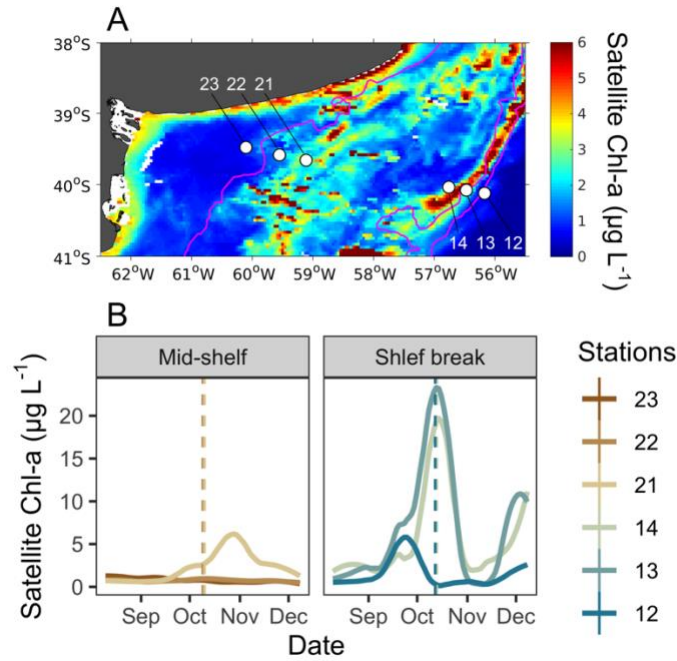 A
38°S
39°S
40°S
41°S
23 22 21
14 13 12
62°W 61°W 60°W 59°W 58°W 57°W 56°W
6
5
4
3
2
1
0
Satellite Chl-a (µg L⁻¹)
B
Mid-shelf
Shlef break
Satellite Chl-a (µg L⁻¹)
20
15
10
5
0
Sep Oct Nov Dec
Sep Oct Nov Dec
Date
Stations
23
22
21
14
13
12